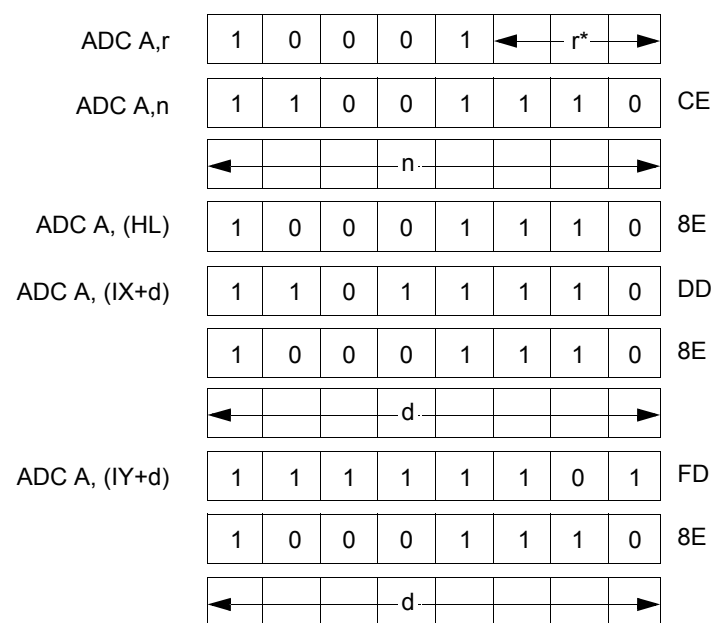 ADC A,r 1 0 0 0 1 r*
ADC A,n 1 1 0 0 1 1 1 0 CE
n
ADC A, (HL) 1 0 0 0 1 1 1 0 8E
ADC A, (IX+d) 1 1 0 1 1 1 1 0 DD
1 0 0 0 1 1 1 0 8E
d
ADC A, (IY+d) 1 1 1 1 1 1 0 1 FD
1 0 0 0 1 1 1 0 8E
d